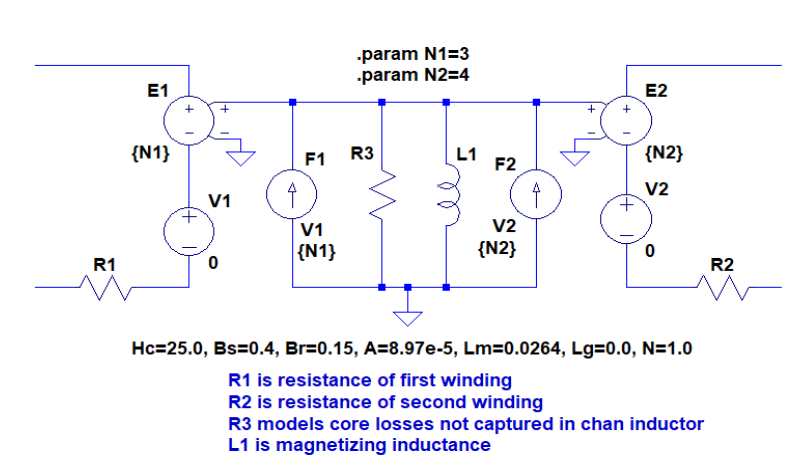 .param N1=3
.param N2=4
E1
E2
{N1}
F1
R3
L1
F2
{N2}
V1
V1
{N1}
V2
{N2}
V2
0
0
R1
R2
Hc=25.0, Bs=0.4, Br=0.15, A=8.97e-5, Lm=0.0264, Lg=0.0, N=1.0
R1 is resistance of first winding
R2 is resistance of second winding
R3 models core losses not captured in chan inductor
L1 is magnetizing inductance